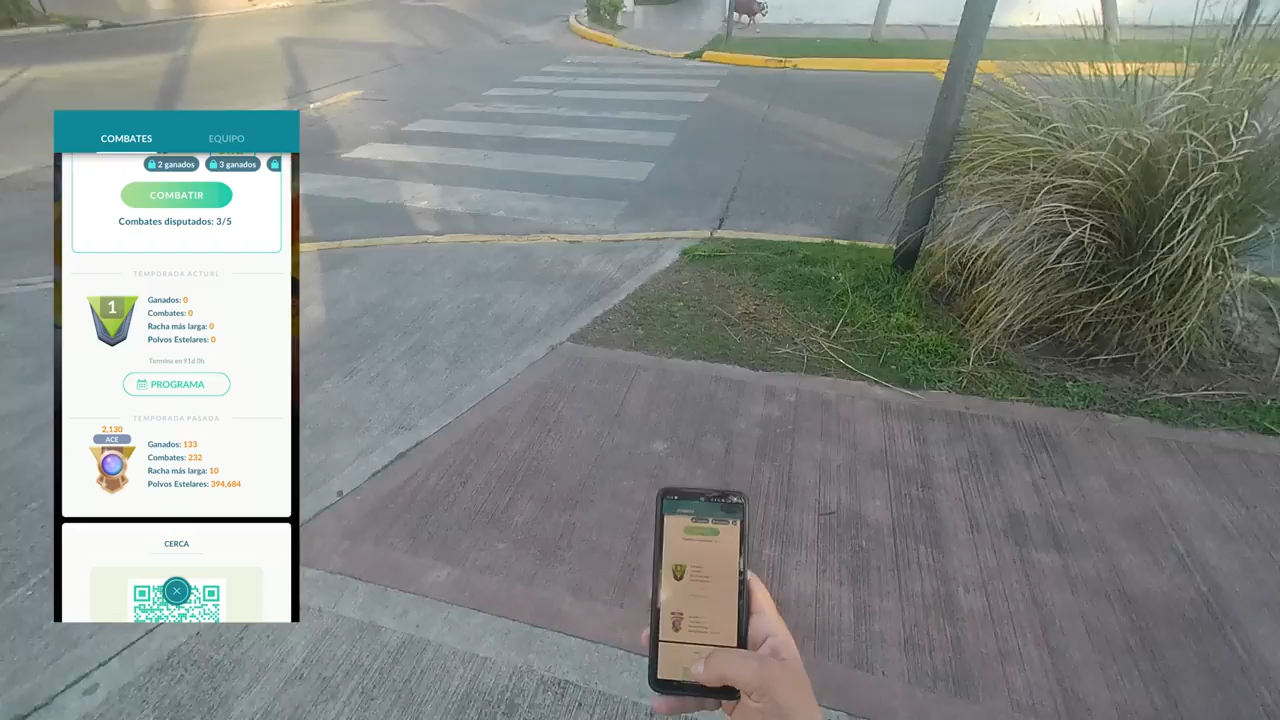 COMBATES EQUIPO
2 ganados 3 ganados
COMBATIR
Combates disputados: 3/5
TEMPORADA ACTUAL
1
Ganados: 0
Combates: 0
Racha más larga: 0
Polvos Estelares: 0
Termina en 91d 0h
PROGRAMA
TEMPORADA PASADA
2,130
ACE
Ganados: 133
Combates: 232
Racha más larga: 10
Polvos Estelares: 394,684
CERCA